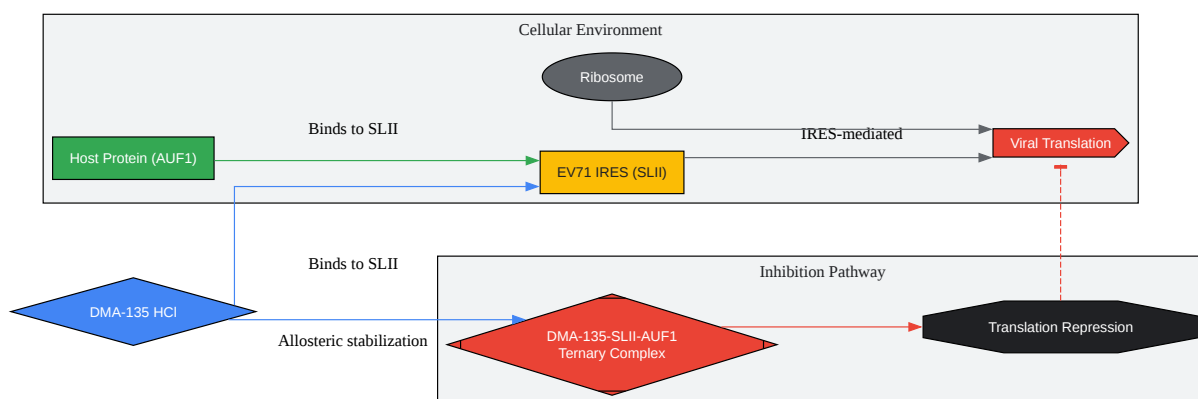 Cellular Environment
Ribosome
Binds to SLII
IRES-mediated
Viral Translation
Host Protein (AUF1)
EV71 IRES (SLII)
Binds to SLII
Inhibition Pathway
DMA-135 HCl
Allosteric stabilization
DMA-135-SLII-AUF1
Ternary Complex
Translation Repression